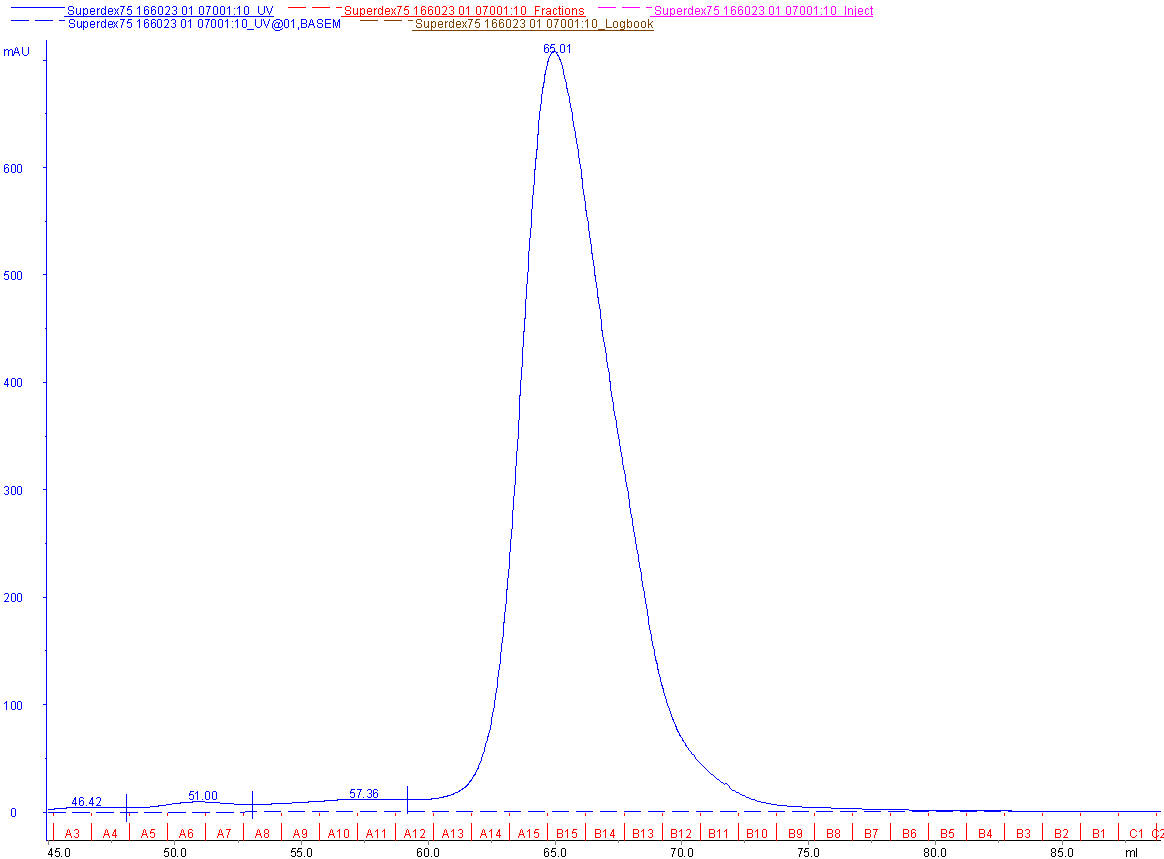 Superdex75 166023 01 07001:10_UV Superdex75 166023 01 07001:10_Fractions Superdex75 166023 01 07001:10_Inject
Superdex75 166023 01 07001:10_UV@01,BASEM Superdex75 166023 01 07001:10_Logbook
mAU
65.01
600
500
400
300
200
100
46.42 51.00 57.36
0
A3 A4 A5 A6 A7 A8 A9 A10 A11 A12 A13 A14 A15 B15 B14 B13 B12 B11 B10 B9 B8 B7 B6 B5 B4 B3 B2 B1 C1 C2
45.0 50.0 55.0 60.0 65.0 70.0 75.0 80.0 85.0 ml